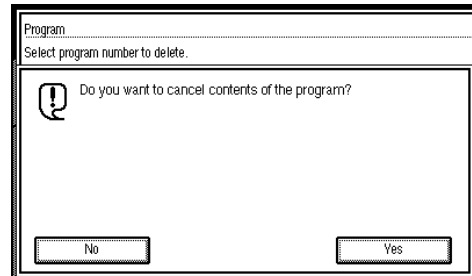 Program
Select program number to delete.
Do you want to cancel contents of the program?
No
Yes